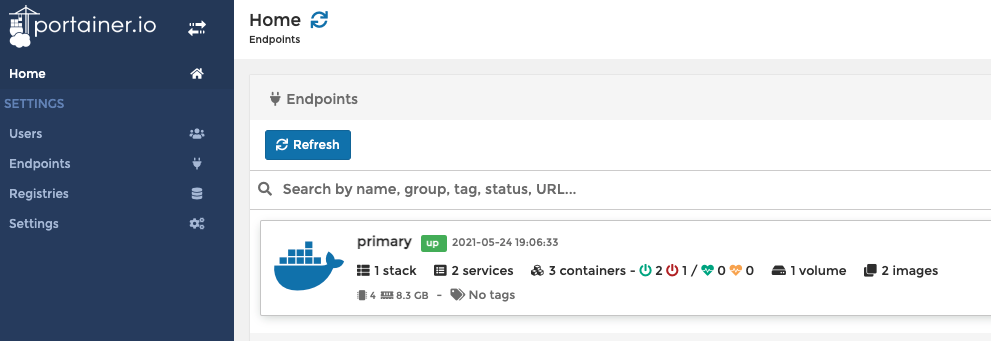 portainer.io
Home
SETTINGS
Users
Endpoints
Registries
Settings
Home
Endpoints
Endpoints
Refresh
Search by name, group, tag, status, URL...
primary up 2021-05-24 19:06:33
1 stack 2 services 3 containers - 2 1 / 0 0 1 volume 2 images
4 8.3 GB - No tags